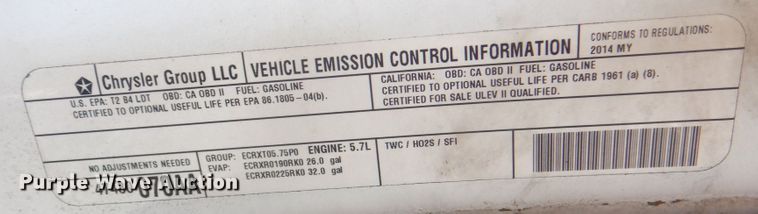 Chrysler Group LLC
VEHICLE EMISSION CONTROL INFORMATION
CONFORMS TO REGULATIONS:
2014 MY
U.S. EPA: T2 B4 LDT OBD: CA OBD II FUEL: GASOLINE
CERTIFIED TO OPTIONAL USEFUL LIFE PER EPA 86.1805-04(b).
CALIFORNIA: OBD: CA OBD II FUEL: GASOLINE
CERTIFIED TO OPTIONAL USEFUL LIFE PER CARB 1961 (a) (8).
CERTIFIED FOR SALE ULEV II QUALIFIED.
NO ADJUSTMENTS NEEDED
GROUP: ECRXT05.75P0 ENGINE: 5.7L
EVAP: ECRXR0190RK0 26.0 gal
ECRXR0225RK0 32.0 gal
TWC / HO2S / SFI
Purple Wave Auction